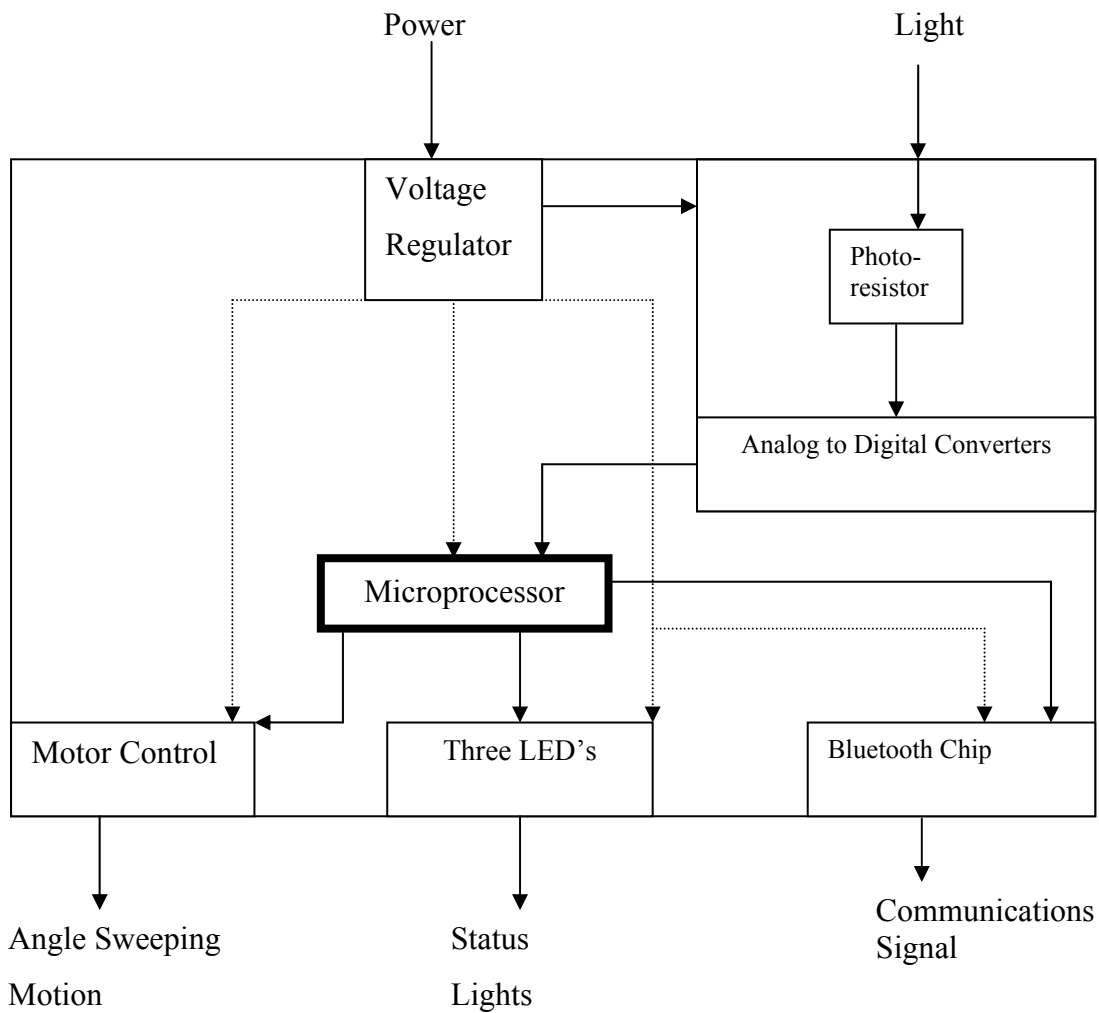 Power
Light
Voltage
Regulator
Photo-
resistor
Analog to Digital Converters
Microprocessor
Motor Control
Three LED’s
Bluetooth Chip
Angle Sweeping
Motion
Status
Lights
Communications
Signal